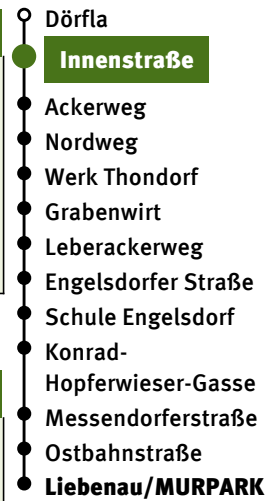 Dörfla
Innenstraße
Ackerweg
Nordweg
Werk Thondorf
Grabenwirt
Leberackerweg
Engelsdorfer Straße
Schule Engelsdorf
Konrad-
Hopferwieser-Gasse
Messendorferstraße
Ostbahnstraße
Liebenau/MURPARK